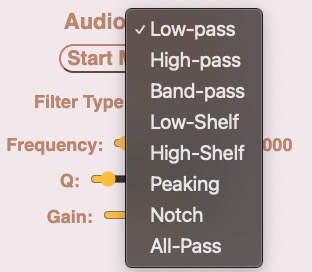 Audio
Low-pass
Start
High-pass
Band-pass
Filter Type
Low-Shelf
Frequency:
High-Shelf
000
Q:
Peaking
Gain:
Notch
All-Pass